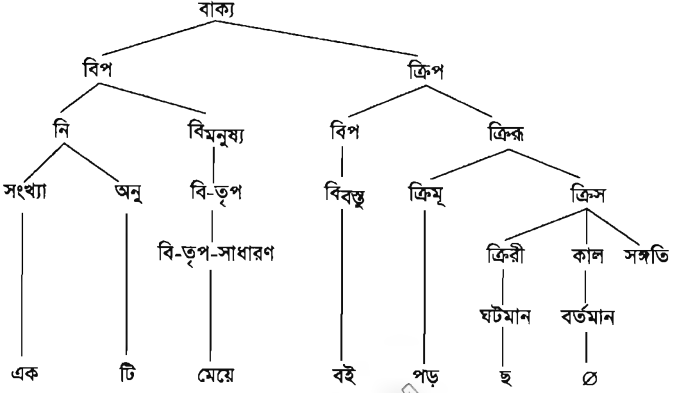 বাক্য
বিপ ক্রিপ
নি বিমনুষ্য বিপ ক্রিরূ
সংখ্যা অনু বি-তৃপ বিবস্তু ক্রিমূ ক্রিস
বি-তৃপ-সাধারণ ক্রিরী কাল সঙ্গতি
ঘটমান বর্তমান
এক টি মেয়ে বই পড় ছ Ø